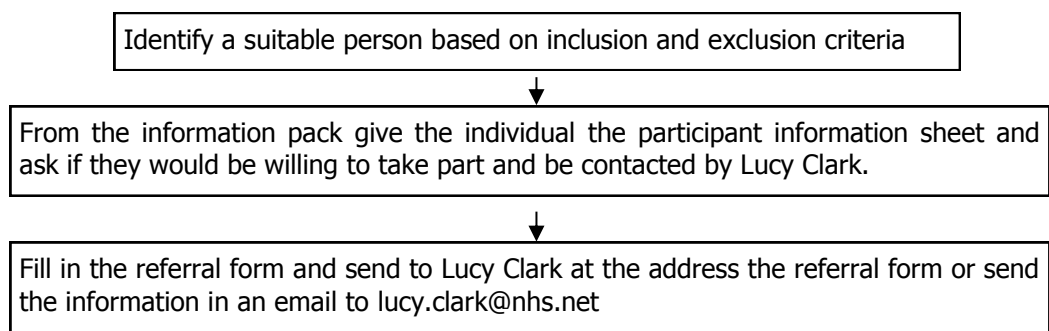 Identify a suitable person based on inclusion and exclusion criteria
From the information pack give the individual the participant information sheet and
ask if they would be willing to take part and be contacted by Lucy Clark.
Fill in the referral form and send to Lucy Clark at the address the referral form or send
the information in an email to lucy.clark@nhs.net